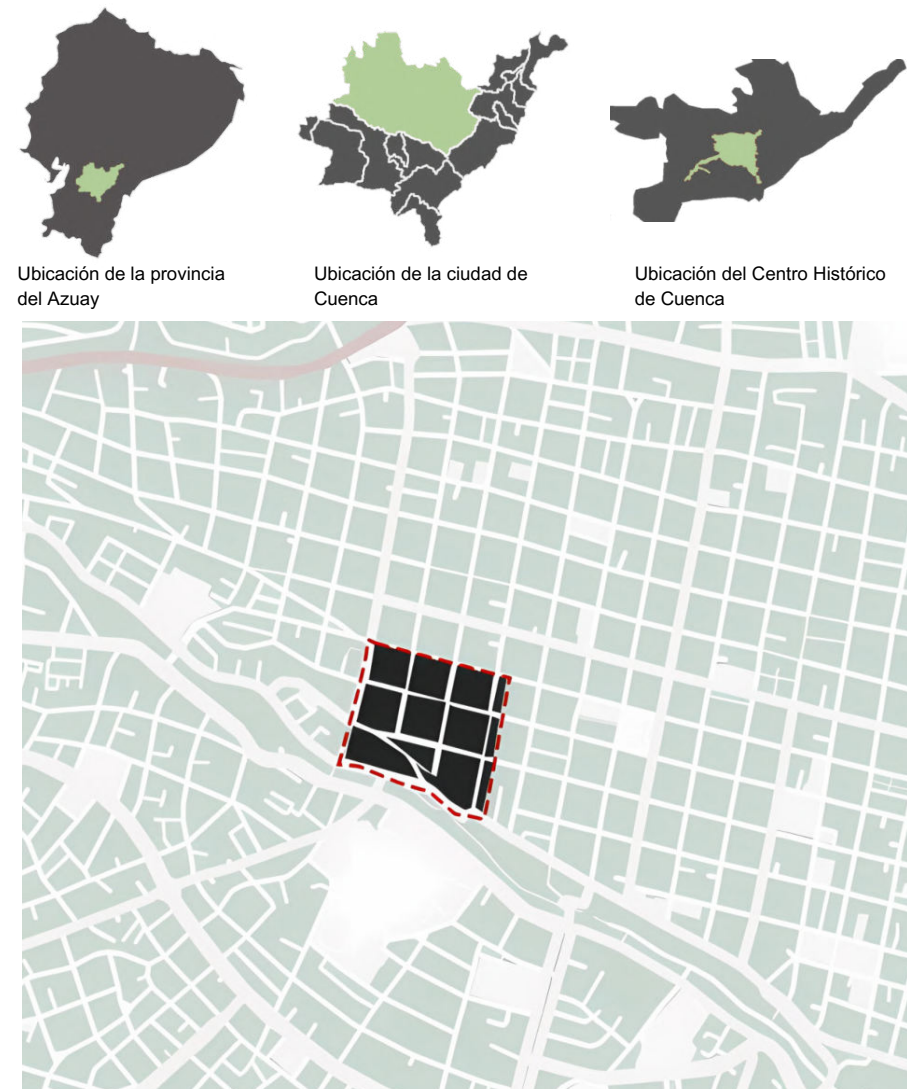 Ubicación de la provincia
del Azuay
Ubicación de la ciudad de
Cuenca
Ubicación del Centro Histórico
de Cuenca